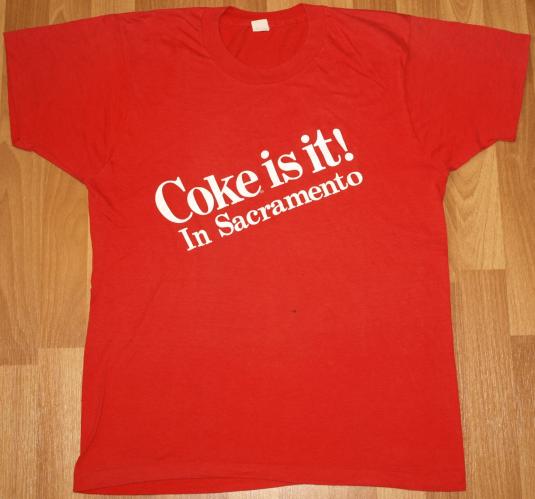 Coke is it!
In Sacramento